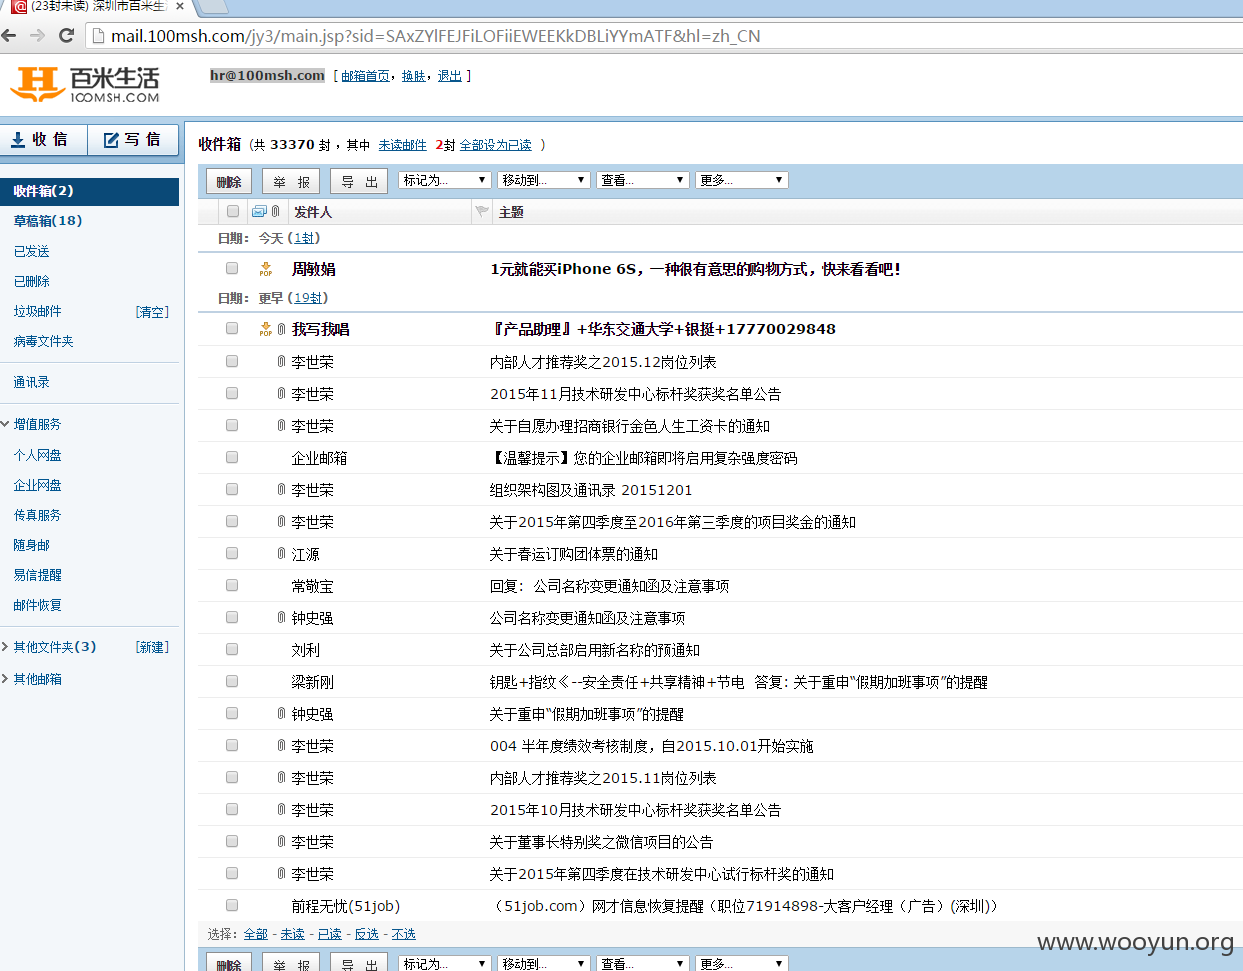 (23封未读) 深圳市百米生
mail.100msh.com/jy3/main.jsp?sid=SAxZYlFEJFiLOFiiEWEEKkDBLiYYmATF&hl=zh_CN
百米生活
100MSH.COM
hr@100msh.com [ 邮箱首页, 换肤, 退出 ]
收信 写信
收件箱(2)
草稿箱(18)
已发送
已删除
垃圾邮件 [清空]
病毒文件夹
通讯录
增值服务
个人网盘
企业网盘
传真服务
随身邮
易信提醒
邮件恢复
其他文件夹(3) [新建]
其他邮箱
收件箱 (共 33370 封，其中 未读邮件 2封 全部设为已读 )
删除 举 报 导 出 标记为... 移动到... 查看... 更多...
发件人 主题
日期： 今天 (1封)
POP 周敏娟 1元就能买iPhone 6S，一种很有意思的购物方式，快来看看吧！
日期： 更早 (19封)
POP 我写我唱 『产品助理』+华东交通大学+银挺+17770029848
李世荣 内部人才推荐奖之2015.12岗位列表
李世荣 2015年11月技术研发中心标杆奖获奖名单公告
李世荣 关于自愿办理招商银行金色人生工资卡的通知
企业邮箱 【温馨提示】您的企业邮箱即将启用复杂强度密码
李世荣 组织架构图及通讯录 20151201
李世荣 关于2015年第四季度至2016年第三季度的项目奖金的通知
江源 关于春运订购团体票的通知
常敬宝 回复： 公司名称变更通知函及注意事项
钟史强 公司名称变更通知函及注意事项
刘利 关于公司总部启用新名称的预通知
梁新刚 钥匙+指纹《--安全责任+共享精神+节电 答复: 关于重申“假期加班事项”的提醒
钟史强 关于重申“假期加班事项”的提醒
李世荣 004 半年度绩效考核制度，自2015.10.01开始实施
李世荣 内部人才推荐奖之2015.11岗位列表
李世荣 2015年10月技术研发中心标杆奖获奖名单公告
李世荣 关于董事长特别奖之微信项目的公告
李世荣 关于2015年第四季度在技术研发中心试行标杆奖的通知
前程无忧(51job) （51job.com）网才信息恢复提醒（职位71914898-大客户经理（广告）(深圳)）
选择： 全部 - 未读 - 已读 - 反选 - 不选
删除 举 报 导 出 标记为... 移动到... 查看... 更多...
www.wooyun.org